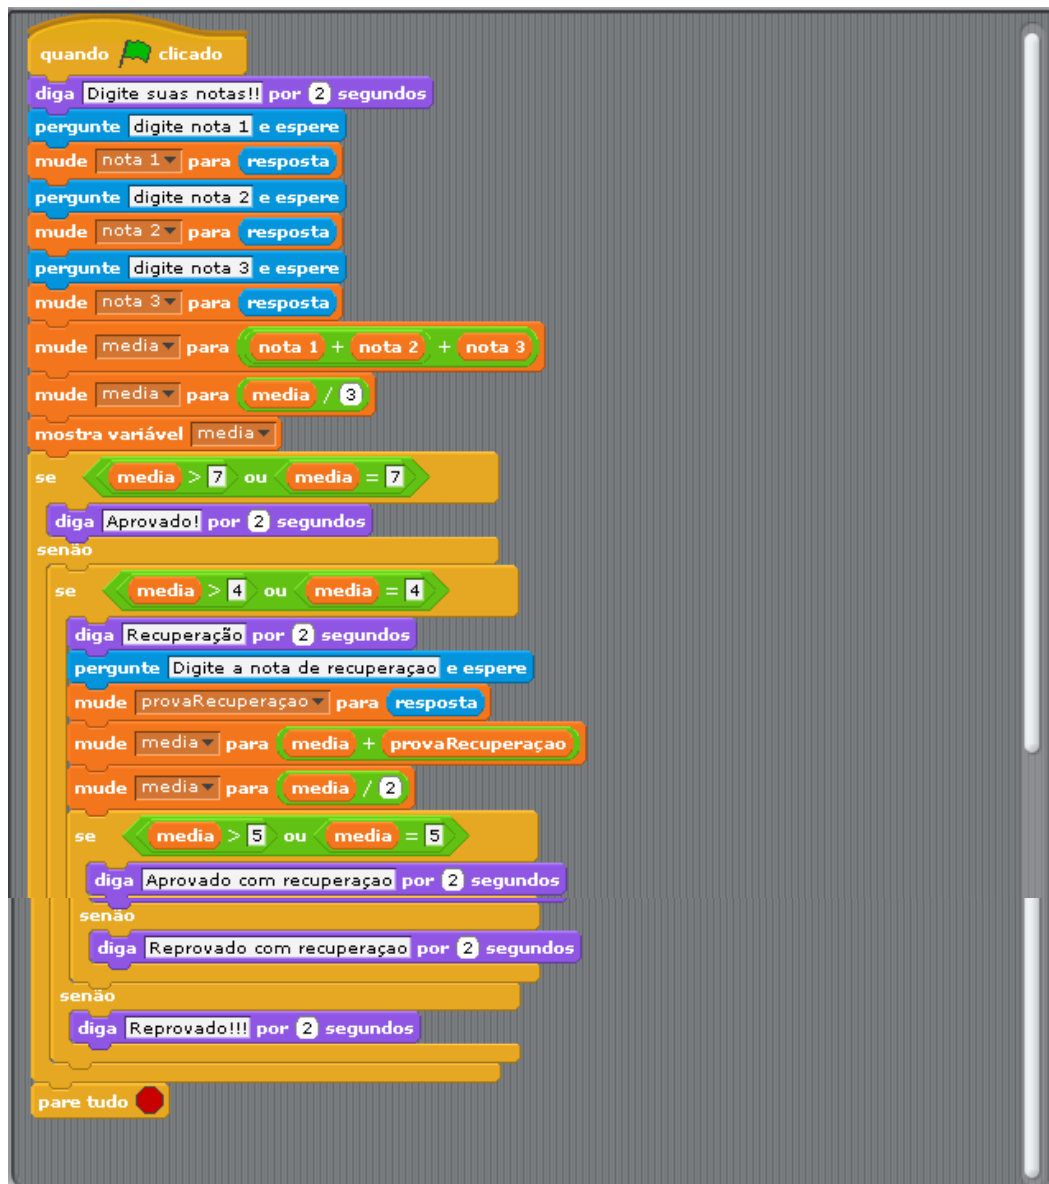 quando clicado
diga Digite suas notas!! por 2 segundos
pergunte digite nota 1 e espere
mude nota 1 para resposta
pergunte digite nota 2 e espere
mude nota 2 para resposta
pergunte digite nota 3 e espere
mude nota 3 para resposta
mude media para nota 1 + nota 2 + nota 3
mude media para media / 3
mostra variável media
se media > 7 ou media = 7
diga Aprovado! por 2 segundos
senão
se media > 4 ou media = 4
diga Recuperação por 2 segundos
pergunte Digite a nota de recuperaçao e espere
mude provaRecuperaçao para resposta
mude media para media + provaRecuperaçao
mude media para media / 2
se media > 5 ou media = 5
diga Aprovado com recuperaçao por 2 segundos
senão
diga Reprovado com recuperaçao por 2 segundos
senão
diga Reprovado!!! por 2 segundos
pare tudo